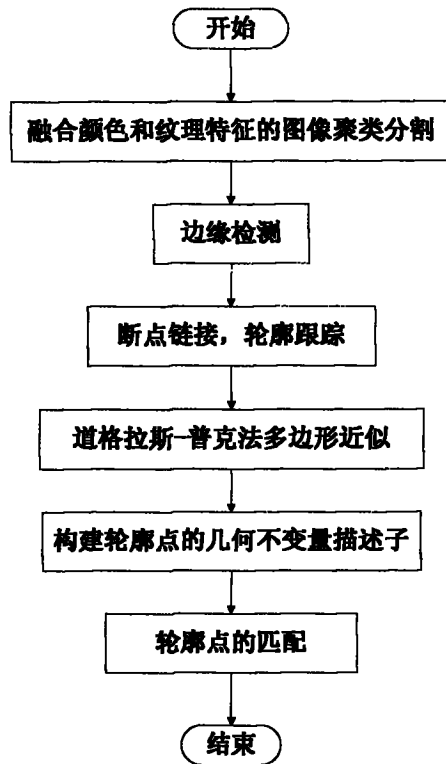 开始
融合颜色和纹理特征的图像聚类分割
边缘检测
断点链接，轮廓跟踪
道格拉斯-普克法多边形近似
构建轮廓点的几何不变量描述子
轮廓点的匹配
结束